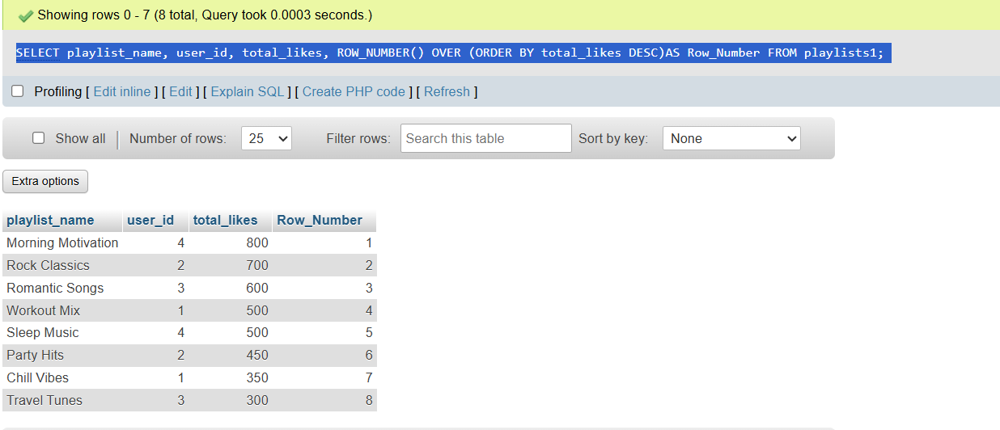 Showing rows 0 - 7 (8 total, Query took 0.0003 seconds.)
SELECT playlist_name, user_id, total_likes, ROW_NUMBER() OVER (ORDER BY total_likes DESC)AS Row_Number FROM playlists1;
Profiling [ Edit inline ] [ Edit ] [ Explain SQL ] [ Create PHP code ] [ Refresh ]
Show all Number of rows: 25 Filter rows: Search this table Sort by key: None
Extra options
playlist_name user_id total_likes Row_Number
Morning Motivation 4 800 1
Rock Classics 2 700 2
Romantic Songs 3 600 3
Workout Mix 1 500 4
Sleep Music 4 500 5
Party Hits 2 450 6
Chill Vibes 1 350 7
Travel Tunes 3 300 8